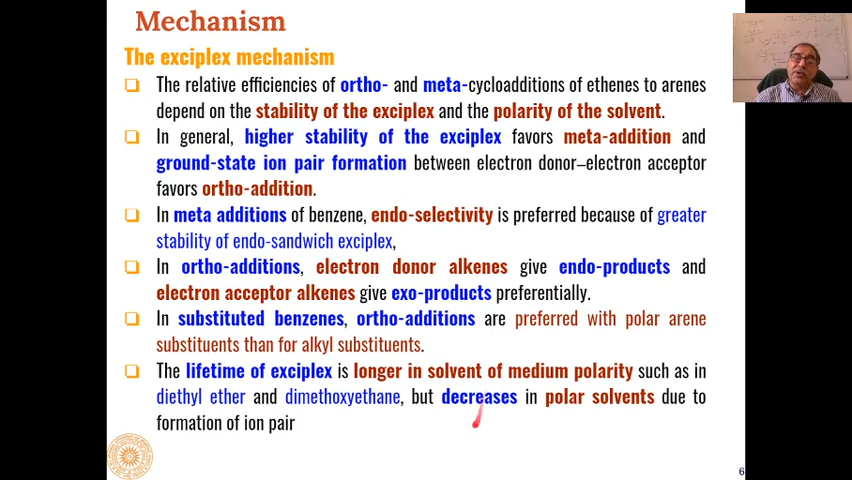 Mechanism
The exciplex mechanism
The relative efficiencies of ortho- and meta-cycloadditions of ethenes to arenes
depend on the stability of the exciplex and the polarity of the solvent.
In general, higher stability of the exciplex favors meta-addition and
ground-state ion pair formation between electron donor–electron acceptor
favors ortho-addition.
In meta additions of benzene, endo-selectivity is preferred because of greater
stability of endo-sandwich exciplex,
In ortho-additions, electron donor alkenes give endo-products and
electron acceptor alkenes give exo-products preferentially.
In substituted benzenes, ortho-additions are preferred with polar arene
substituents than for alkyl substituents.
The lifetime of exciplex is longer in solvent of medium polarity such as in
diethyl ether and dimethoxyethane, but decreases in polar solvents due to
formation of ion pair
6